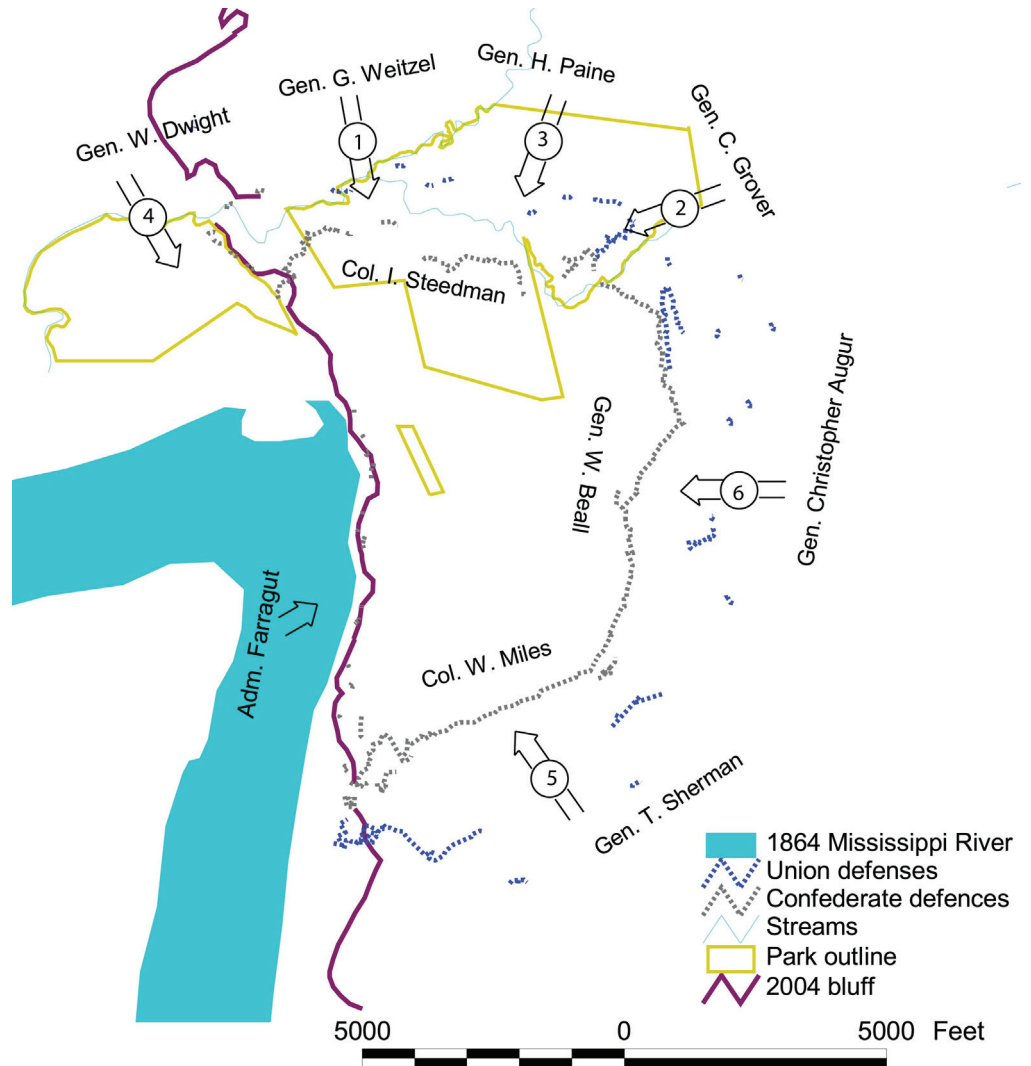 Gen. W. Dwight
Gen. G. Weitzel
Gen. H. Paine
Gen. C. Grover
1
3
2
4
Col. I. Steedman
Gen. W. Beall
Gen. Christopher Augur
6
Adm. Farragut
Col. W. Miles
5
Gen. T. Sherman
1864 Mississippi River
Union defenses
Confederate defences
Streams
Park outline
2004 bluff
5000 0 5000 Feet